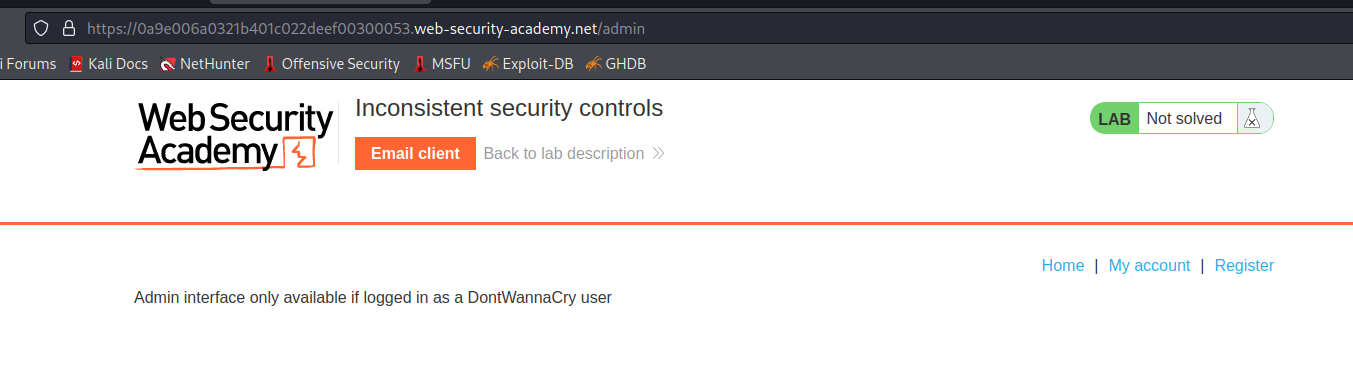 https://0a9e006a0321b401c022deef00300053.web-security-academy.net/admin
i Forums Kali Docs NetHunter Offensive Security MSFU Exploit-DB GHDB
Web Security
Academy
Inconsistent security controls
Email client Back to lab description
LAB Not solved
Home | My account | Register
Admin interface only available if logged in as a DontWannaCry user